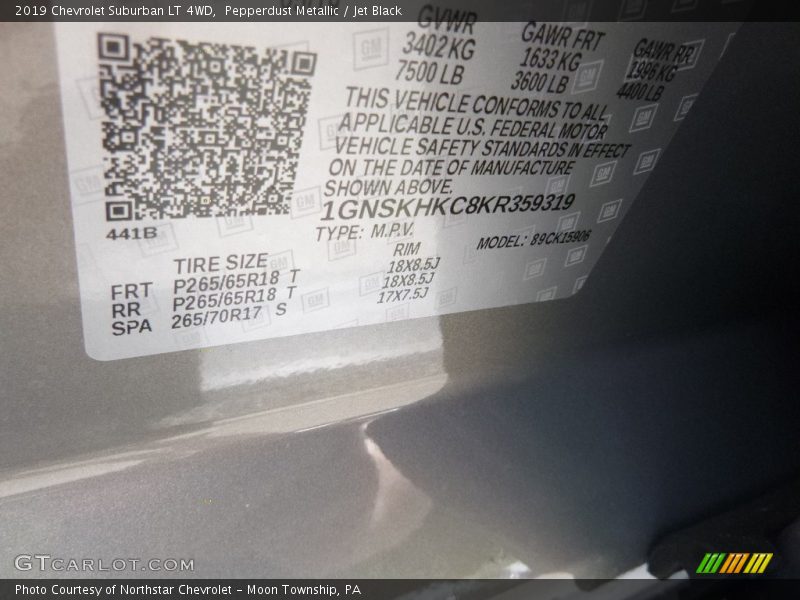 2019 Chevrolet Suburban LT 4WD, Pepperdust Metallic / Jet Black
GVWR GAWR FRT GAWR RR
3402 KG 1633 KG 1996 KG
7500 LB 3600 LB 4400 LB
THIS VEHICLE CONFORMS TO ALL
APPLICABLE U.S. FEDERAL MOTOR
VEHICLE SAFETY STANDARDS IN EFFECT
ON THE DATE OF MANUFACTURE
SHOWN ABOVE.
1GNSKHKC8KR359319
441B TYPE: M.P.V. MODEL: 89CK15906
TIRE SIZE RIM
FRT P265/65R18 T 18X8.5J
RR P265/65R18 T 18X8.5J
SPA 265/70R17 S 17X7.5J
GTCARLOT.COM
Photo Courtesy of Northstar Chevrolet - Moon Township, PA